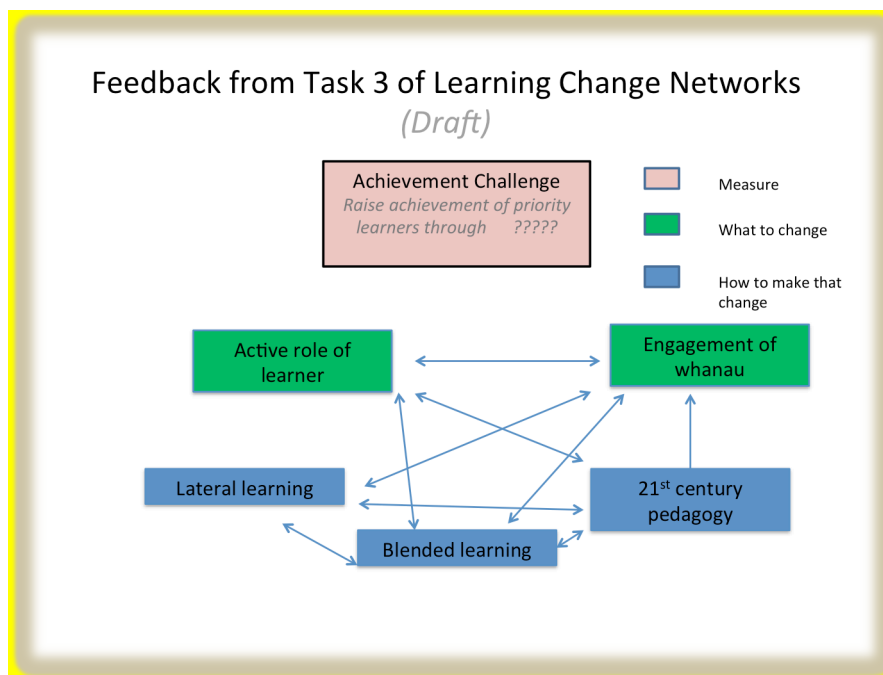 Feedback from Task 3 of Learning Change Networks
(Draft)
Achievement Challenge
Raise achievement of priority
learners through ?????
Measure
What to change
How to make that
change
Active role of
learner
Engagement of
whanau
Lateral learning
21st century
pedagogy
Blended learning